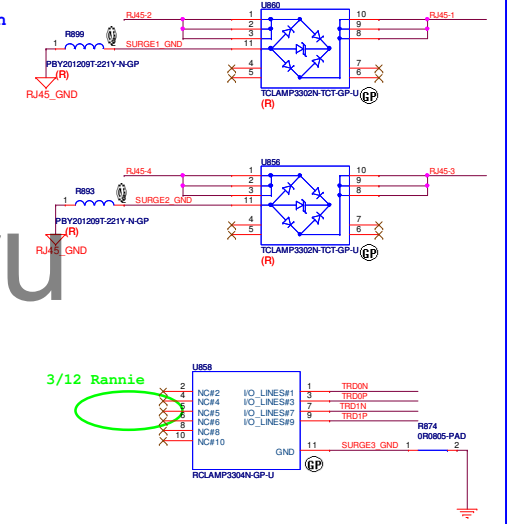 n
U860
RJ45-2 1 10 RJ45-1
2 9
3 8
R899
1 2 SURGE1_GND 11
PBY201209T-221Y-N-GP
(R)
4 7
5 6
RJ45_GND
TCLAMP3302N-TCT-GP-U GP
(R)
U856
RJ45-4 1 10 RJ45-3
2 9
3 8
R893
1 SURGE2_GND 11
PBY201209T-221Y-N-GP
(R)
4 7
5 6
RJ45_GND
TCLAMP3302N-TCT-GP-U GP
(R)
u
U858
3/12 Rannie
2 NC#2 I/O_LINES#1 1 TRD0N
4 NC#4 I/O_LINES#3 3 TRD0P
5 NC#5 I/O_LINES#7 7 TRD1N
6 NC#6 I/O_LINES#9 9 TRD1P
8 NC#8
10 NC#10
R874
0R0805-PAD
GND 11 SURGE3_GND 1 2
RCLAMP3304N-GP-U GP